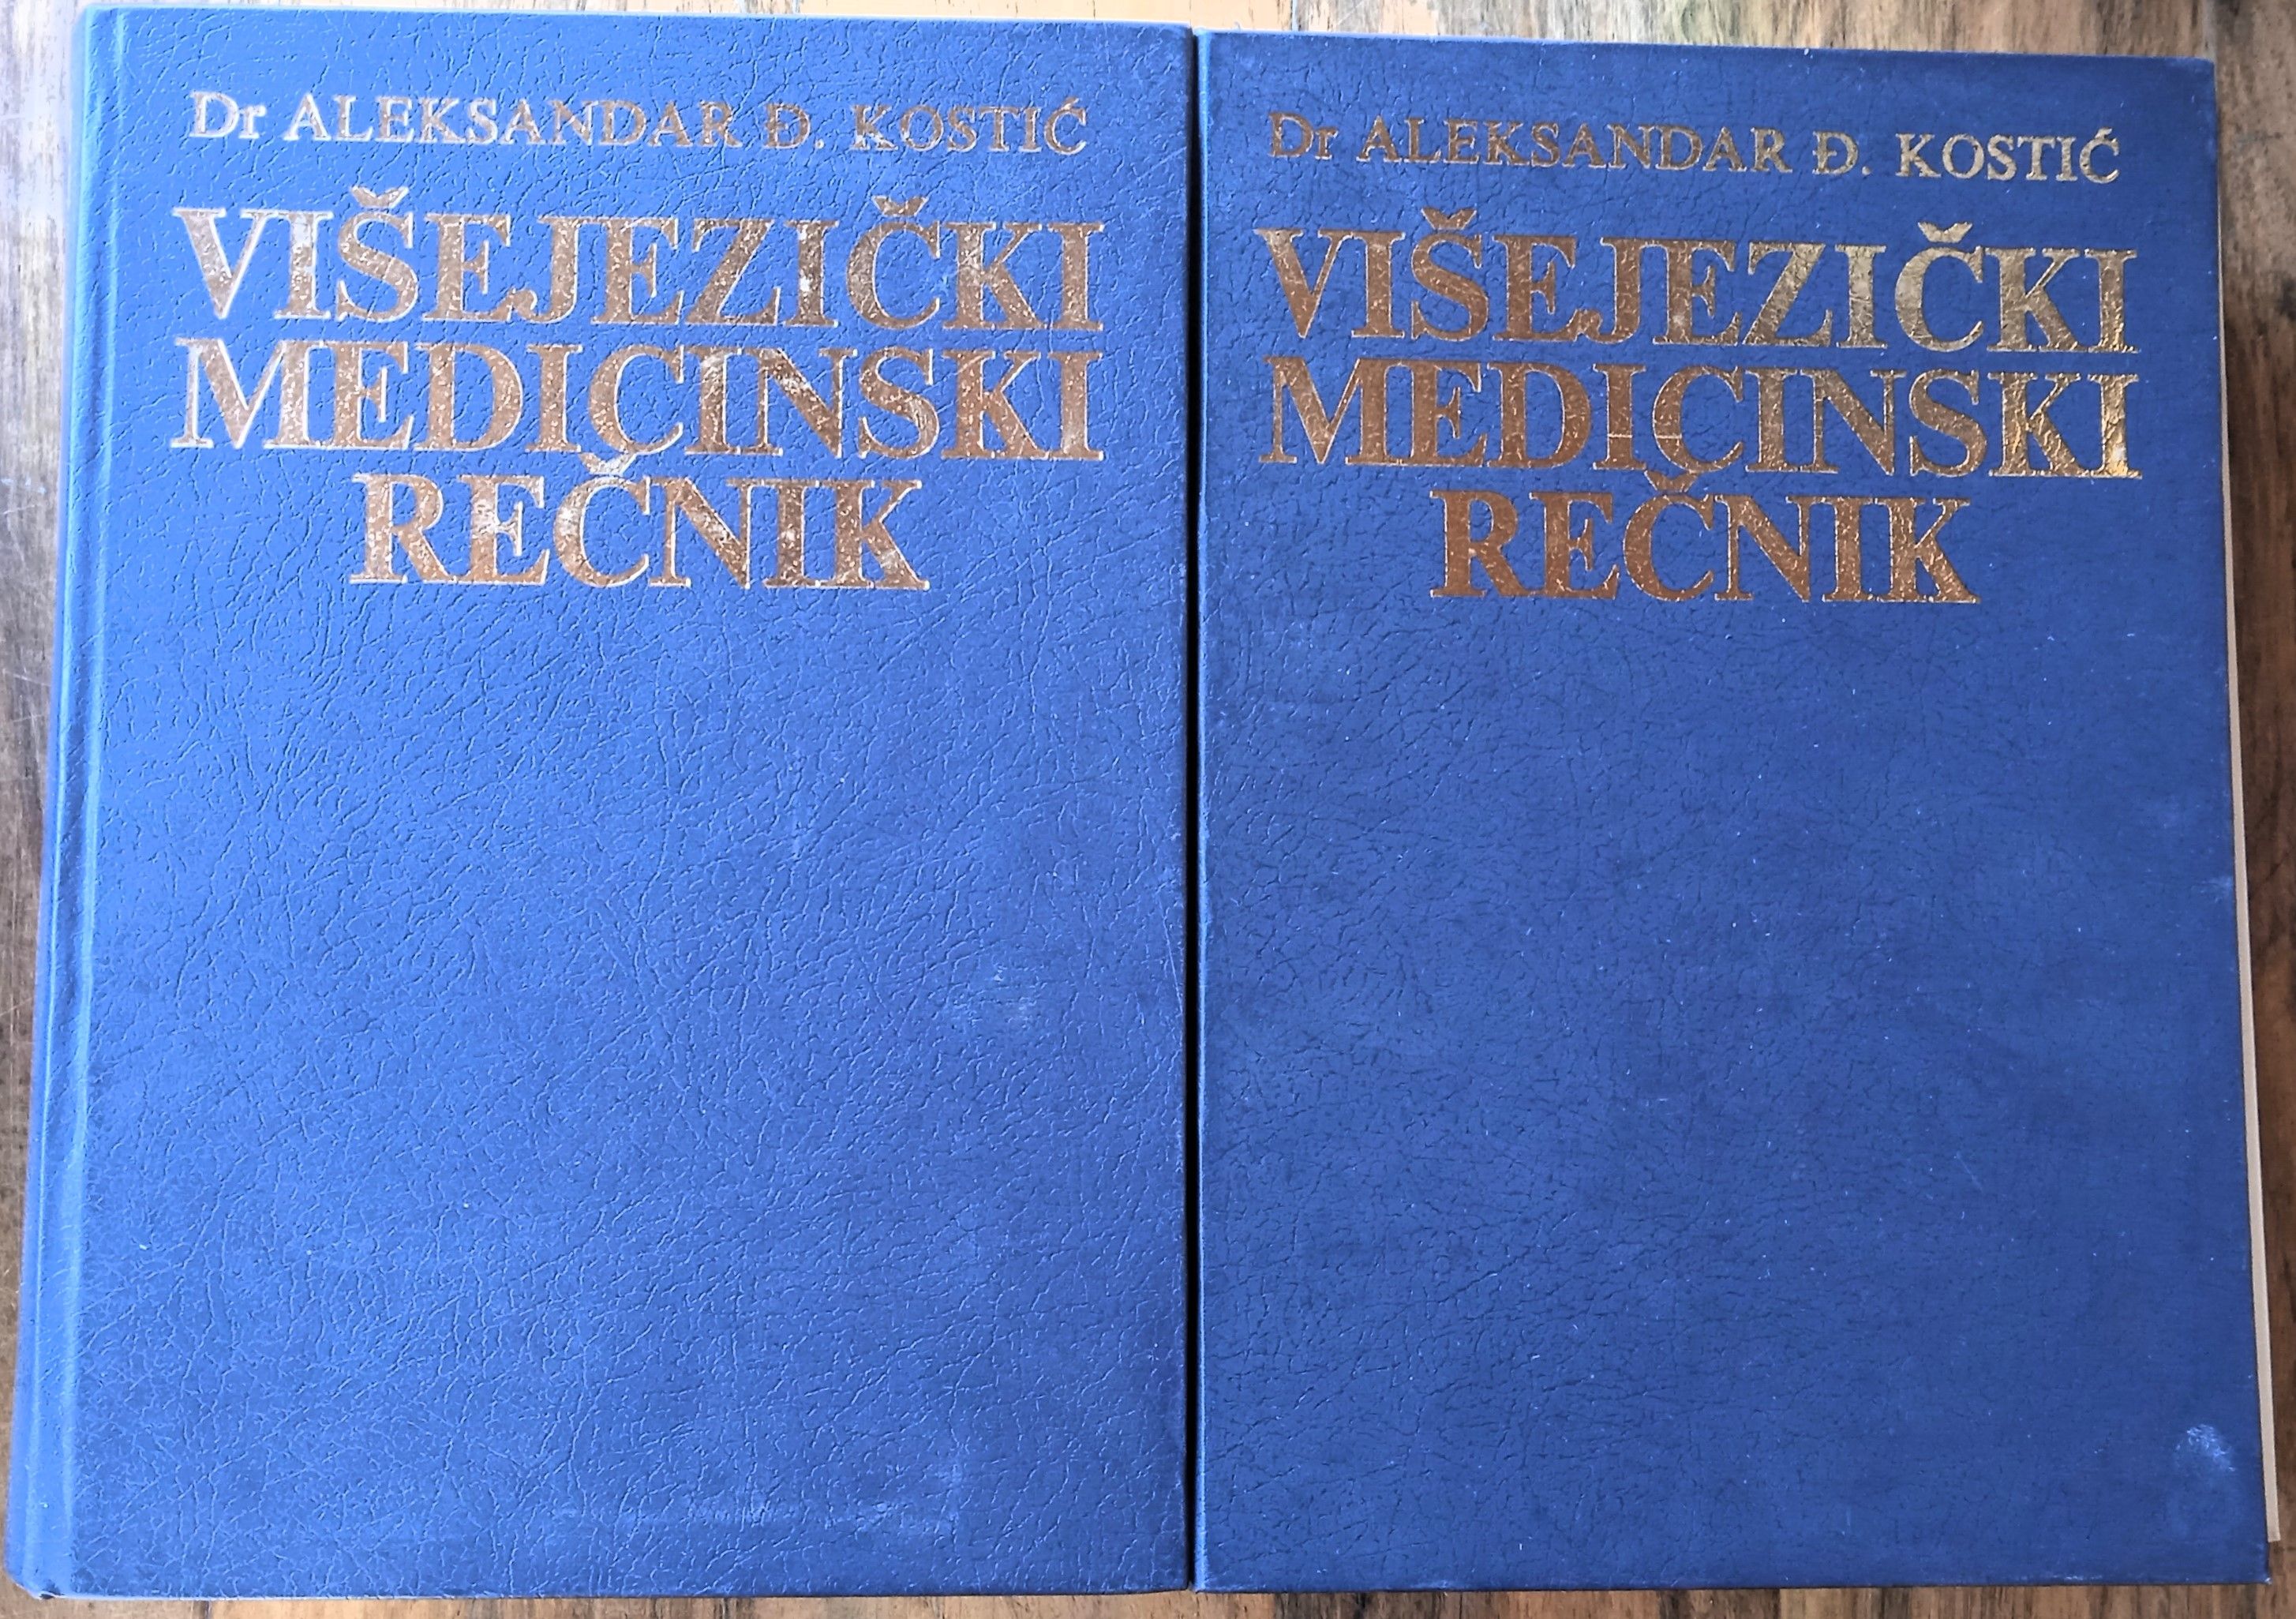 Dr ALEKSANDAR Đ. KOSTIĆ
VIŠEJEZIČKI
MEDICINSKI
REČNIK
Dr ALEKSANDAR Đ. KOSTIĆ
VIŠEJEZIČKI
MEDICINSKI
REČNIK